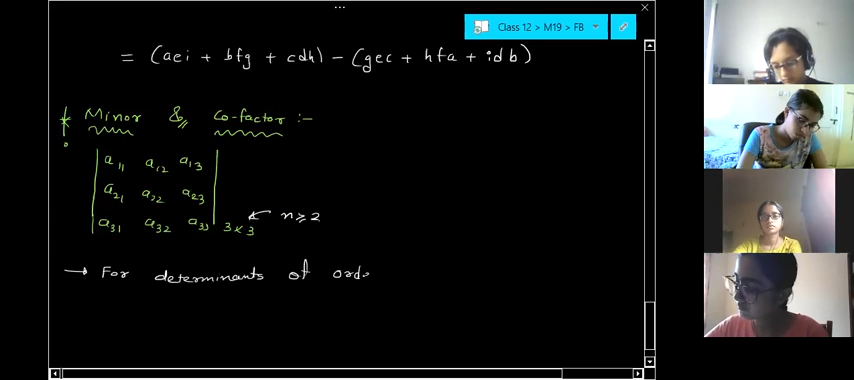 Class 12 > M19 > FB
= (aei + bfg + cdh) - (gec + hfa + idb)
* Minor & Co-factor :-
a11 a12 a13
a21 a22 a23
a31 a32 a33 3×3 ← n ≥ 2
→ For determinants of orde